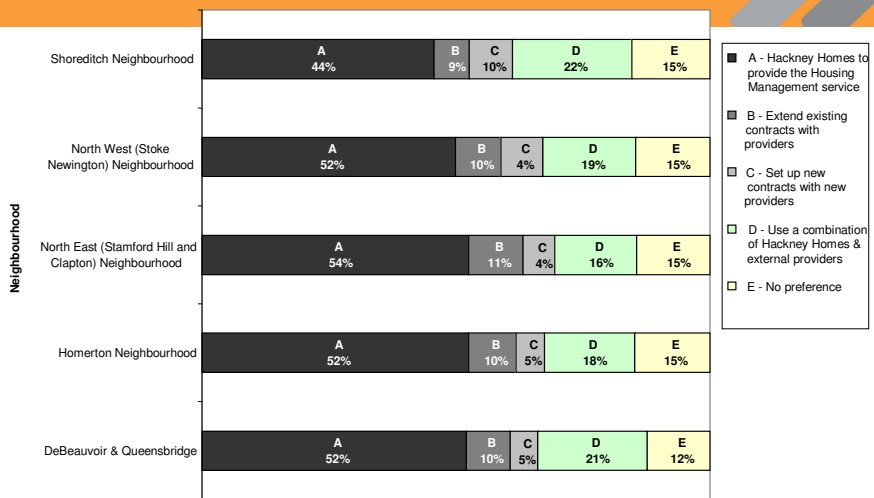 Neighbourhood
Shoreditch Neighbourhood
A
44%
B
9%
C
10%
D
22%
E
15%
North West (Stoke
Newington) Neighbourhood
A
52%
B
10%
C
4%
D
19%
E
15%
North East (Stamford Hill and
Clapton) Neighbourhood
A
54%
B
11%
C
4%
D
16%
E
15%
Homerton Neighbourhood
A
52%
B
10%
C
5%
D
18%
E
15%
DeBeauvoir & Queensbridge
A
52%
B
10%
C
5%
D
21%
E
12%
A - Hackney Homes to
provide the Housing
Management service
B - Extend existing
contracts with
providers
C - Set up new
contracts with new
providers
D - Use a combination
of Hackney Homes &
external providers
E - No preference